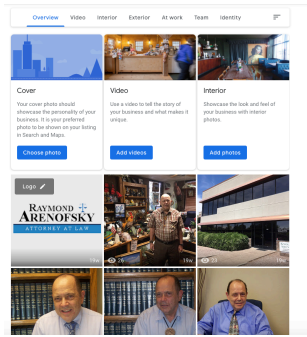 Overview Video Interior Exterior At work Team Identity
Cover
Your cover photo should
showcase the personality of your
business. It is your preferred
photo to be shown on your listing
in Search and Maps.
Choose photo
Video
Use a video to tell the story of
your business and what makes it
unique.
Add videos
Interior
Showcase the look and feel of
your business with interior
photos.
Add photos
Logo
RAYMOND
ARENOFSKY
ATTORNEY AT LAW
19w
26 19w
23 19w